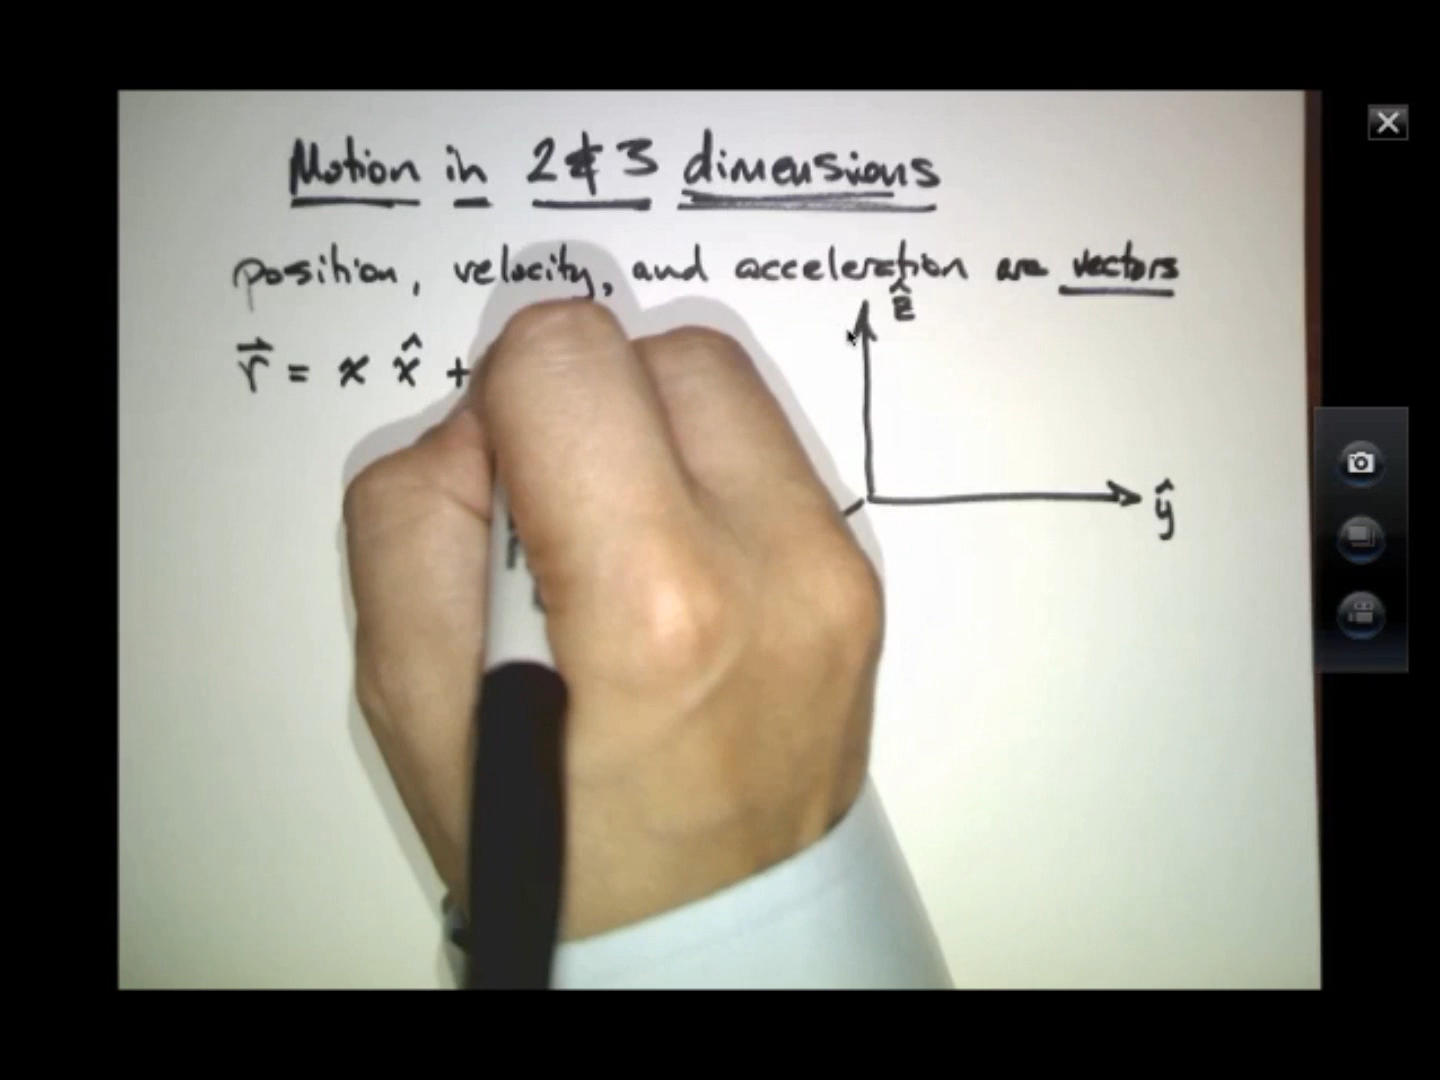 Motion in 2 & 3 dimensions
position, velocity, and acceleration are vectors
r⃗ = x x̂ +
ẑ
ŷ